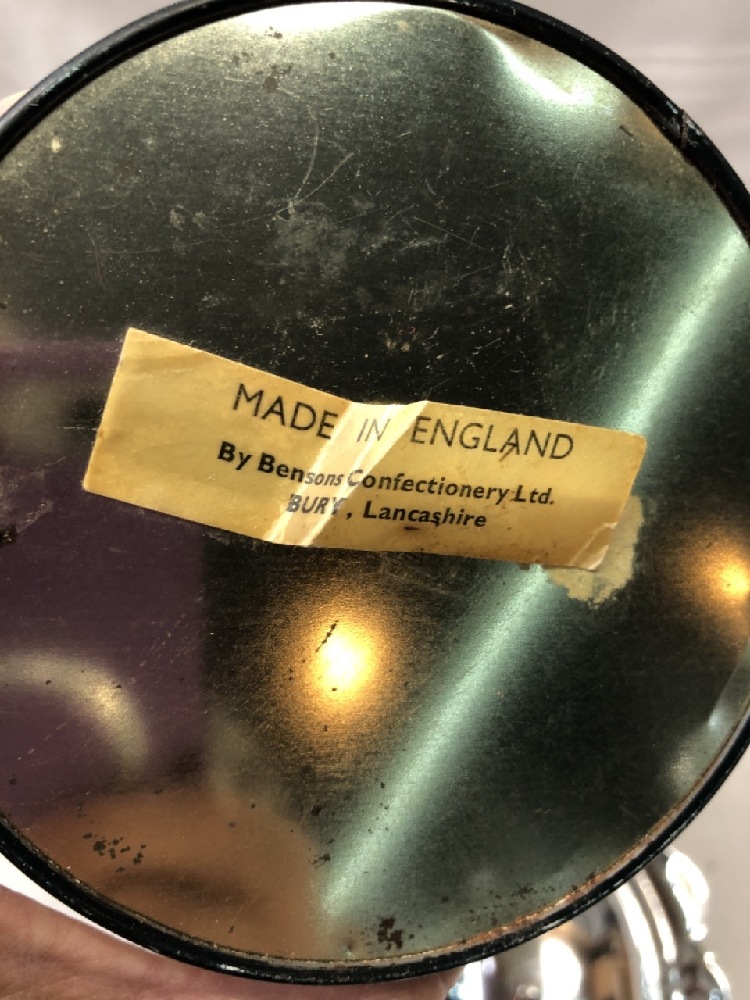 MADE IN ENGLAND
By Bensons Confectionery Ltd.
'BURY', Lancashire